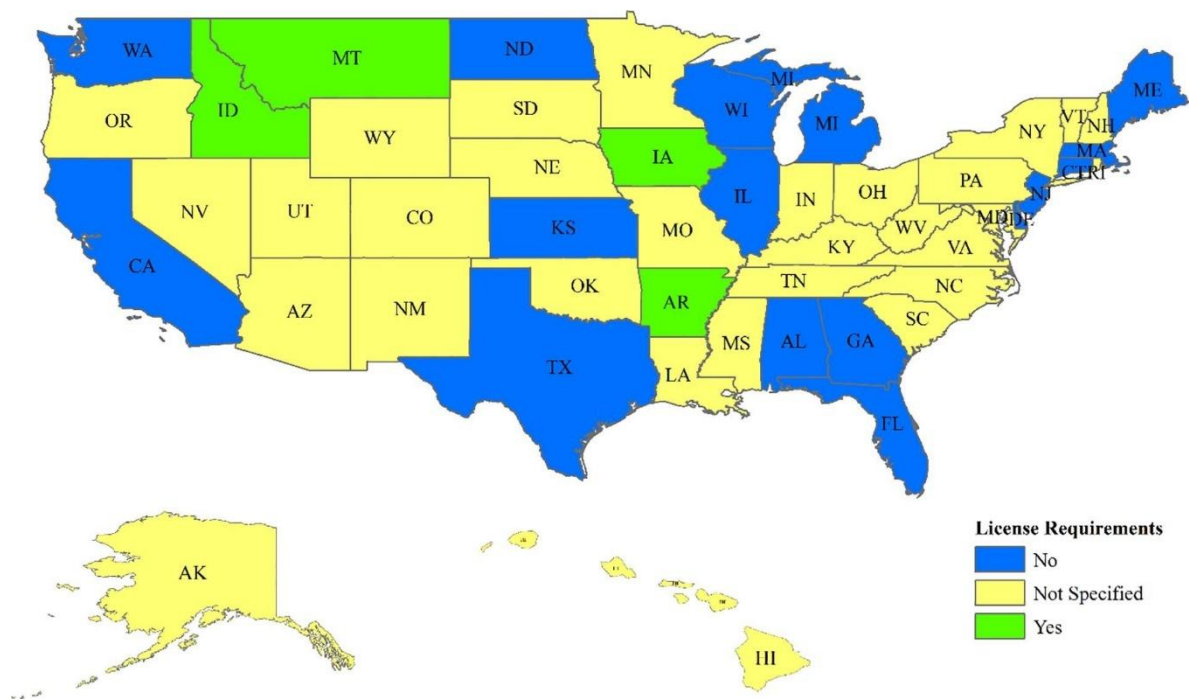 WA
MT
ND
MN
MI
ME
ID
SD
WI
MI
VT
NH
OR
WY
NY
MA
IA
CT
RI
NE
PA
NJ
NV
UT
CO
IL
IN
OH
MD
DE
KS
MO
WV
VA
KY
CA
OK
TN
NC
AZ
NM
AR
SC
MS
AL
GA
TX
LA
FL
License Requirements
No
AK
Not Specified
Yes
HI